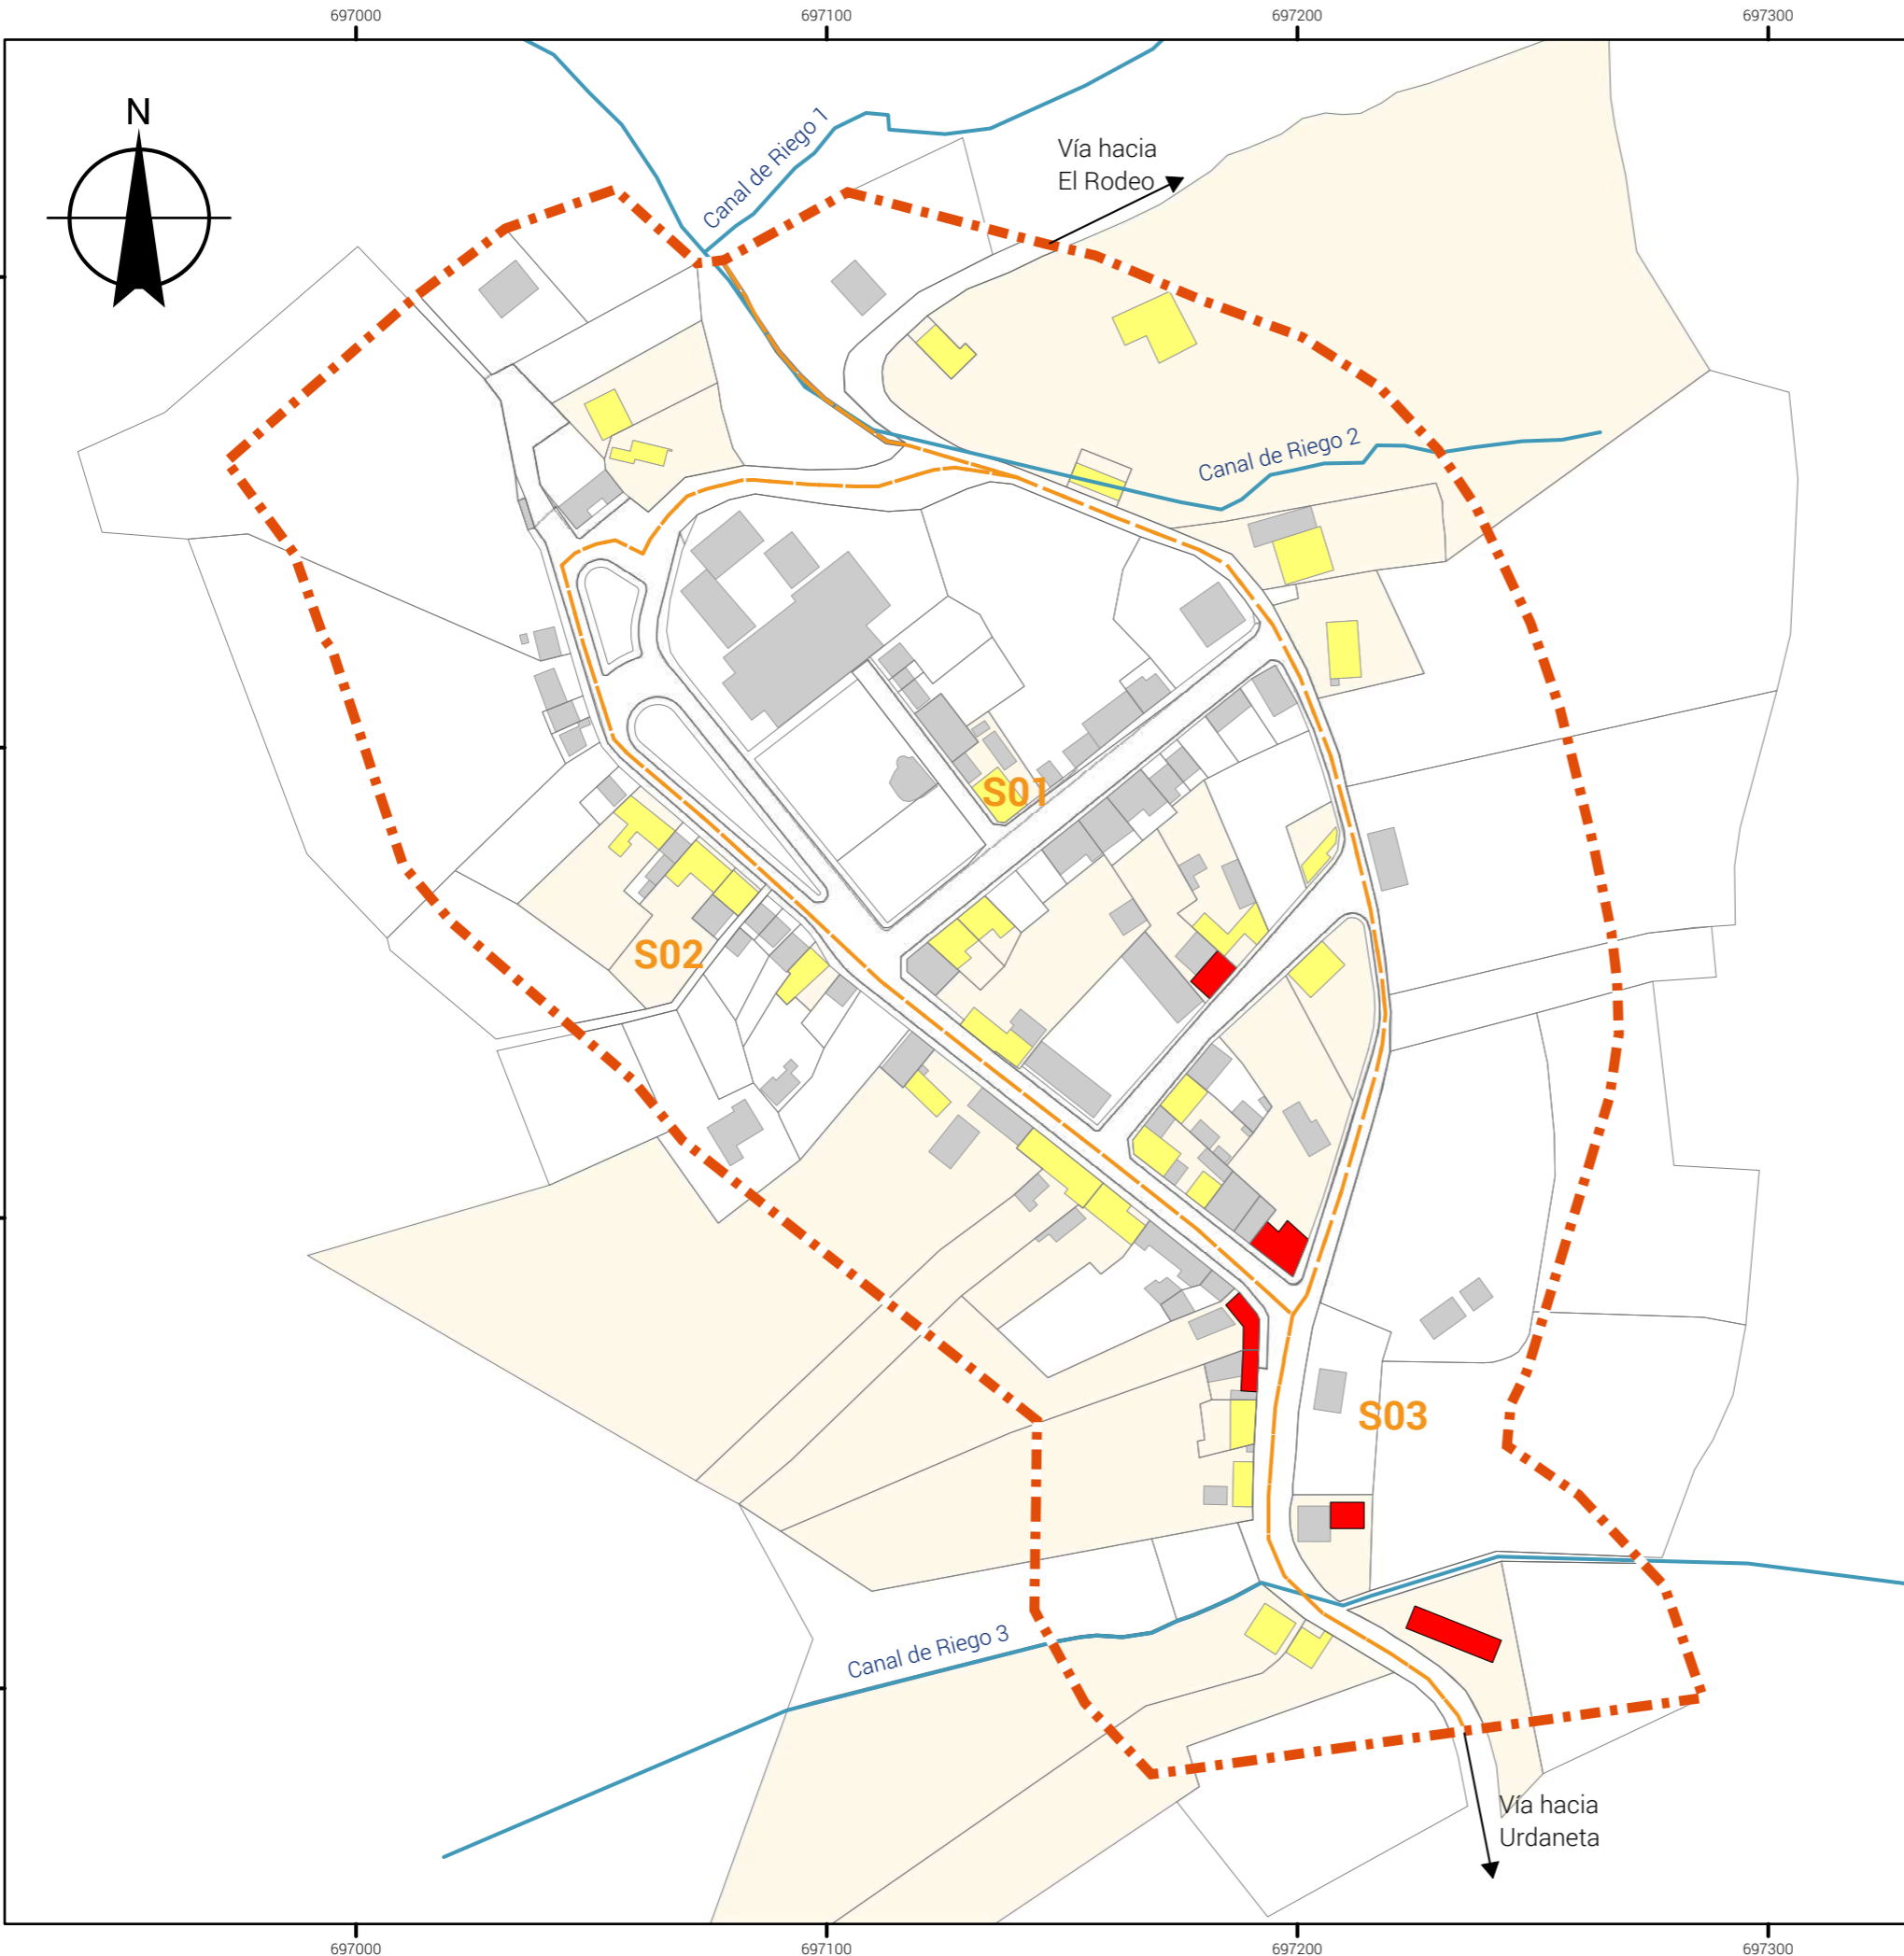 697000 697100 697200 697300
N
Canal de Riego 1
Vía hacia
El Rodeo
Canal de Riego 2
S01
S02
S03
Canal de Riego 3
Vía hacia
Urdaneta
697000 697100 697200 697300